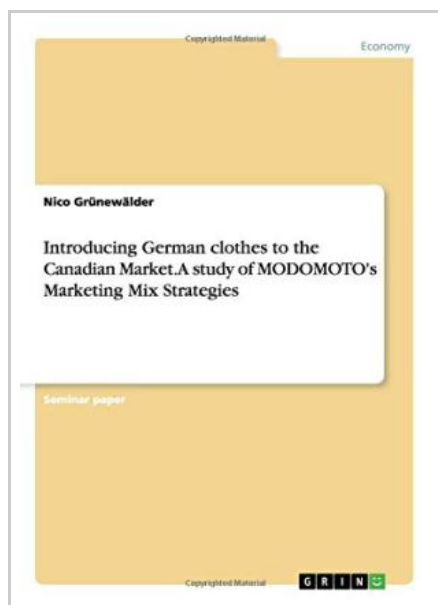 Copyrighted Material
Economy
Nico Grünewälder
Introducing German clothes to the
Canadian Market.A study of MODOMOTO's
Marketing Mix Strategies
Seminar paper
Copyrighted Material
GRIN